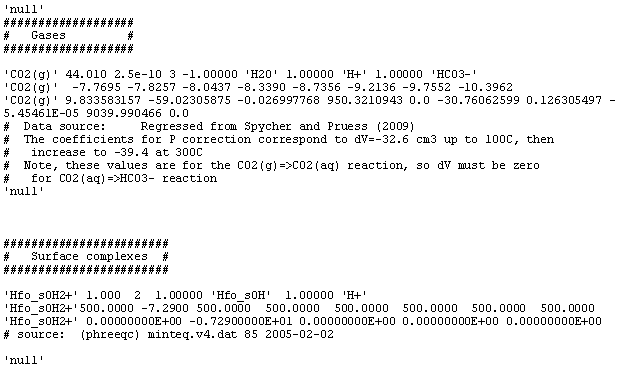 'null'
###################
#   Gases         #
###################
'CO2(g)' 44.010 2.5e-10 3 -1.00000 'H2O' 1.00000 'H+' 1.00000 'HCO3-'
'CO2(g)'  -7.7695 -7.8257 -8.0437 -8.3390 -8.7356 -9.2136 -9.7552 -10.3962
'CO2(g)' 9.833583157 -59.02305875 -0.026997768 950.3210943 0.0 -30.76062599 0.126305497 -
5.45461E-05 9039.990466 0.0
#  Data source:     Regressed from Spycher and Pruess (2009)
#  The coefficients for P correction correspond to dV=-32.6 cm3 up to 100C, then
#   increase to -39.4 at 300C
#  Note, these values are for the CO2(g)=>CO2(aq) reaction, so dV must be zero
#   for CO2(aq)=>HCO3- reaction
'null'
########################
#   Surface complexes  #
########################
'Hfo_sOH2+' 1.000  2  1.00000 'Hfo_sOH'  1.00000 'H+'
'Hfo_sOH2+'500.0000 -7.2900 500.0000  500.0000  500.0000  500.0000  500.0000  500.0000
'Hfo_sOH2+' 0.00000000E+00 -0.72900000E+01 0.00000000E+00 0.00000000E+00 0.00000000E+00
# source:  (phreeqc) minteq.v4.dat 85 2005-02-02
'null'